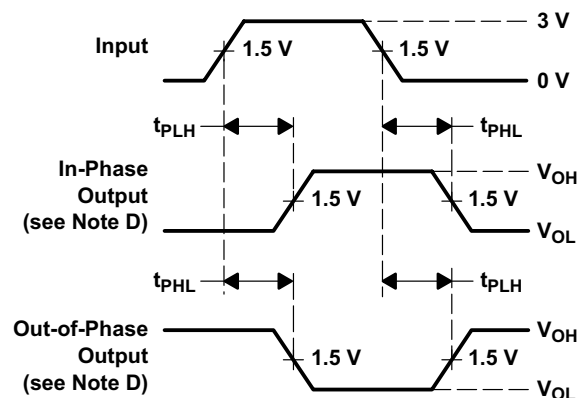 3 V
Input
1.5 V
1.5 V
0 V
tPLH
tPHL
In-Phase
Output
(see Note D)
VOH
1.5 V
1.5 V
VOL
tPHL
tPLH
Out-of-Phase
Output
(see Note D)
VOH
1.5 V
1.5 V
VOL